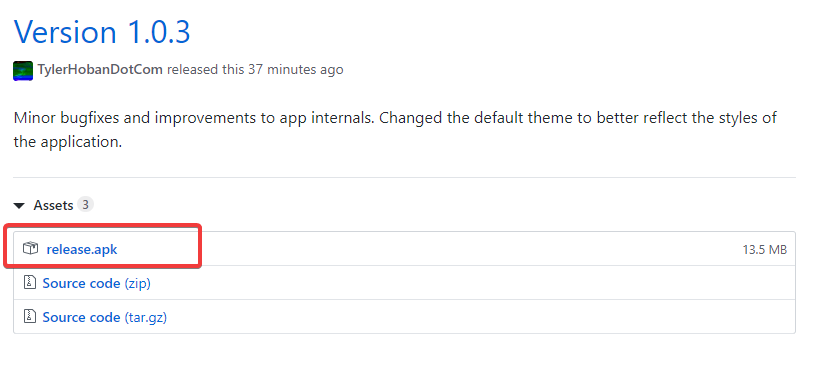 Version 1.0.3
TylerHobanDotCom released this 37 minutes ago
Minor bugfixes and improvements to app internals. Changed the default theme to better reflect the styles of
the application.
Assets 3
release.apk 13.5 MB
Source code (zip)
Source code (tar.gz)